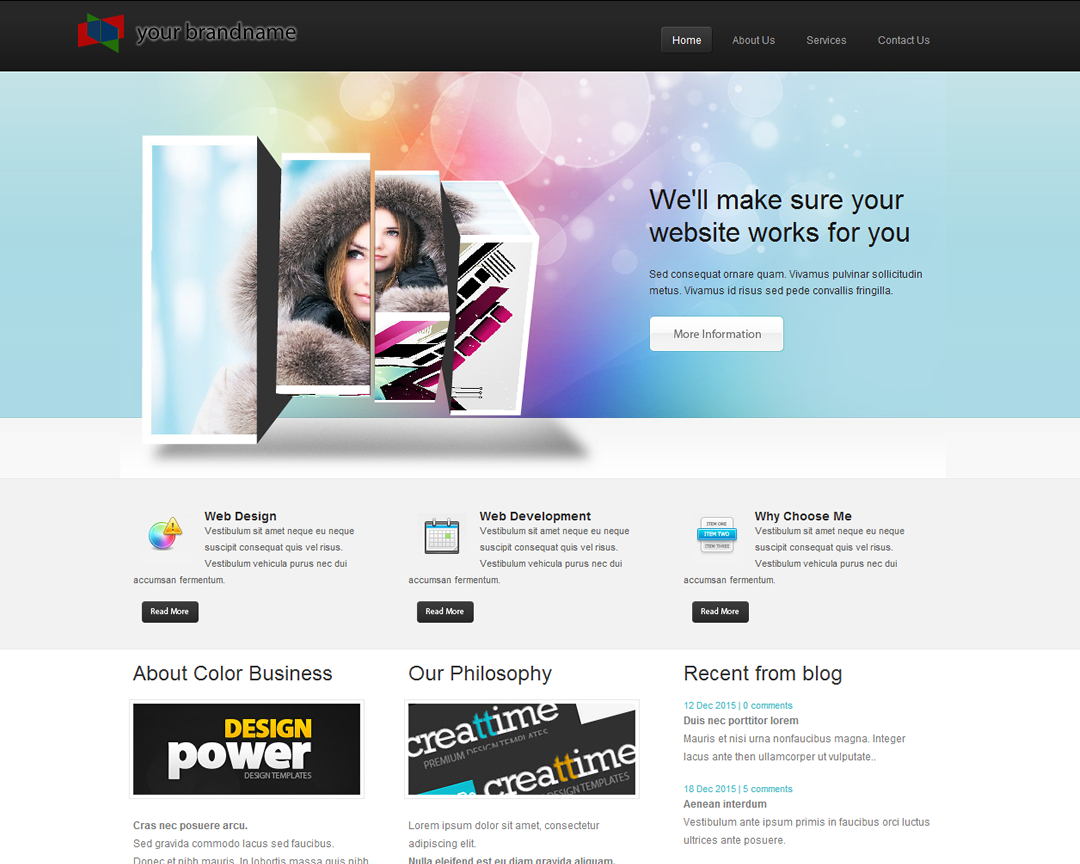 your brandname
Home
About Us
Services
Contact Us
We'll make sure your
website works for you
Sed consequat ornare quam. Vivamus pulvinar sollicitudin
metus. Vivamus id risus sed pede convallis fringilla.
More Information
Web Design
Vestibulum sit amet neque eu neque
suscipit consequat quis vel risus.
Vestibulum vehicula purus nec dui
accumsan fermentum.
Read More
Web Development
Vestibulum sit amet neque eu neque
suscipit consequat quis vel risus.
Vestibulum vehicula purus nec dui
accumsan fermentum.
Read More
ITEM ONE
ITEM TWO
ITEM THREE
Why Choose Me
Vestibulum sit amet neque eu neque
suscipit consequat quis vel risus.
Vestibulum vehicula purus nec dui
accumsan fermentum.
Read More
About Color Business
DESIGN
power
DESIGN TEMPLATES
Cras nec posuere arcu.
Sed gravida commodo lacus sed faucibus.
Donec et nibh mauris. In lobortis massa quis nibh
Our Philosophy
creattime
PREMIUM DESIGN TEMPLATES
creattime
DESIGN TEMPLATES
Lorem ipsum dolor sit amet, consectetur
adipiscing elit.
Nulla eleifend est eu diam gravida aliquam.
Recent from blog
12 Dec 2015 | 0 comments
Duis nec porttitor lorem
Mauris et nisi urna nonfaucibus magna. Integer
lacus ante then ullamcorper ut vulputate..
18 Dec 2015 | 5 comments
Aenean interdum
Vestibulum ante ipsum primis in faucibus orci luctus
ultrices ante posuere.